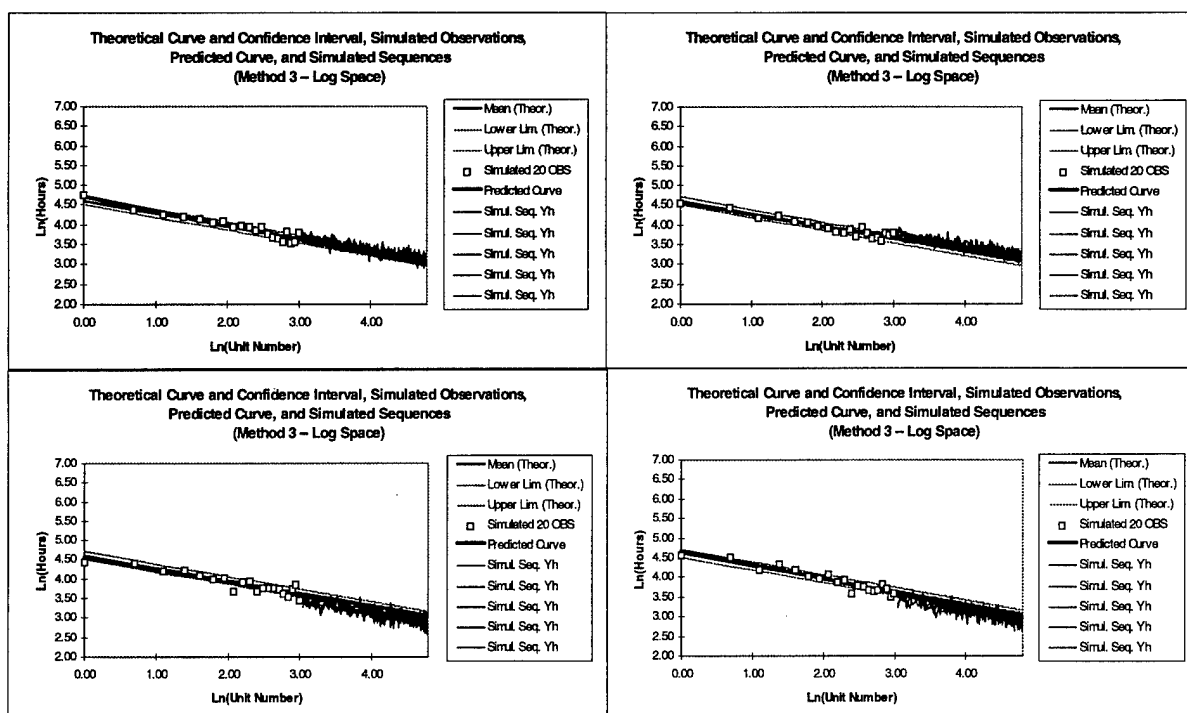 Theoretical Curve and Confidence Interval, Simulated Observations,
Predicted Curve, and Simulated Sequences
(Method 3 – Log Space)
Ln(Hours)
7.00
6.50
6.00
5.50
5.00
4.50
4.00
3.50
3.00
2.50
2.00
0.00 1.00 2.00 3.00 4.00
Ln(Unit Number)
Mean (Theor.)
Lower Lim. (Theor.)
Upper Lim. (Theor.)
Simulated 20 OBS
Predicted Curve
Simul. Seq. Yh
Simul. Seq. Yh
Simul. Seq. Yh
Simul. Seq. Yh
Simul. Seq. Yh
Theoretical Curve and Confidence Interval, Simulated Observations,
Predicted Curve, and Simulated Sequences
(Method 3 – Log Space)
Ln(Hours)
7.00
6.50
6.00
5.50
5.00
4.50
4.00
3.50
3.00
2.50
2.00
0.00 1.00 2.00 3.00 4.00
Ln(Unit Number)
Mean (Theor.)
Lower Lim. (Theor.)
Upper Lim. (Theor.)
Simulated 20 OBS
Predicted Curve
Simul. Seq. Yh
Simul. Seq. Yh
Simul. Seq. Yh
Simul. Seq. Yh
Simul. Seq. Yh
Theoretical Curve and Confidence Interval, Simulated Observations,
Predicted Curve, and Simulated Sequences
(Method 3 – Log Space)
Ln(Hours)
7.00
6.50
6.00
5.50
5.00
4.50
4.00
3.50
3.00
2.50
2.00
0.00 1.00 2.00 3.00 4.00
Ln(Unit Number)
Mean (Theor.)
Lower Lim. (Theor.)
Upper Lim. (Theor.)
Simulated 20 OBS
Predicted Curve
Simul. Seq. Yh
Simul. Seq. Yh
Simul. Seq. Yh
Simul. Seq. Yh
Simul. Seq. Yh
Theoretical Curve and Confidence Interval, Simulated Observations,
Predicted Curve, and Simulated Sequences
(Method 3 – Log Space)
Ln(Hours)
7.00
6.50
6.00
5.50
5.00
4.50
4.00
3.50
3.00
2.50
2.00
0.00 1.00 2.00 3.00 4.00
Ln(Unit Number)
Mean (Theor.)
Lower Lim. (Theor.)
Upper Lim. (Theor.)
Simulated 20 OBS
Predicted Curve
Simul. Seq. Yh
Simul. Seq. Yh
Simul. Seq. Yh
Simul. Seq. Yh
Simul. Seq. Yh